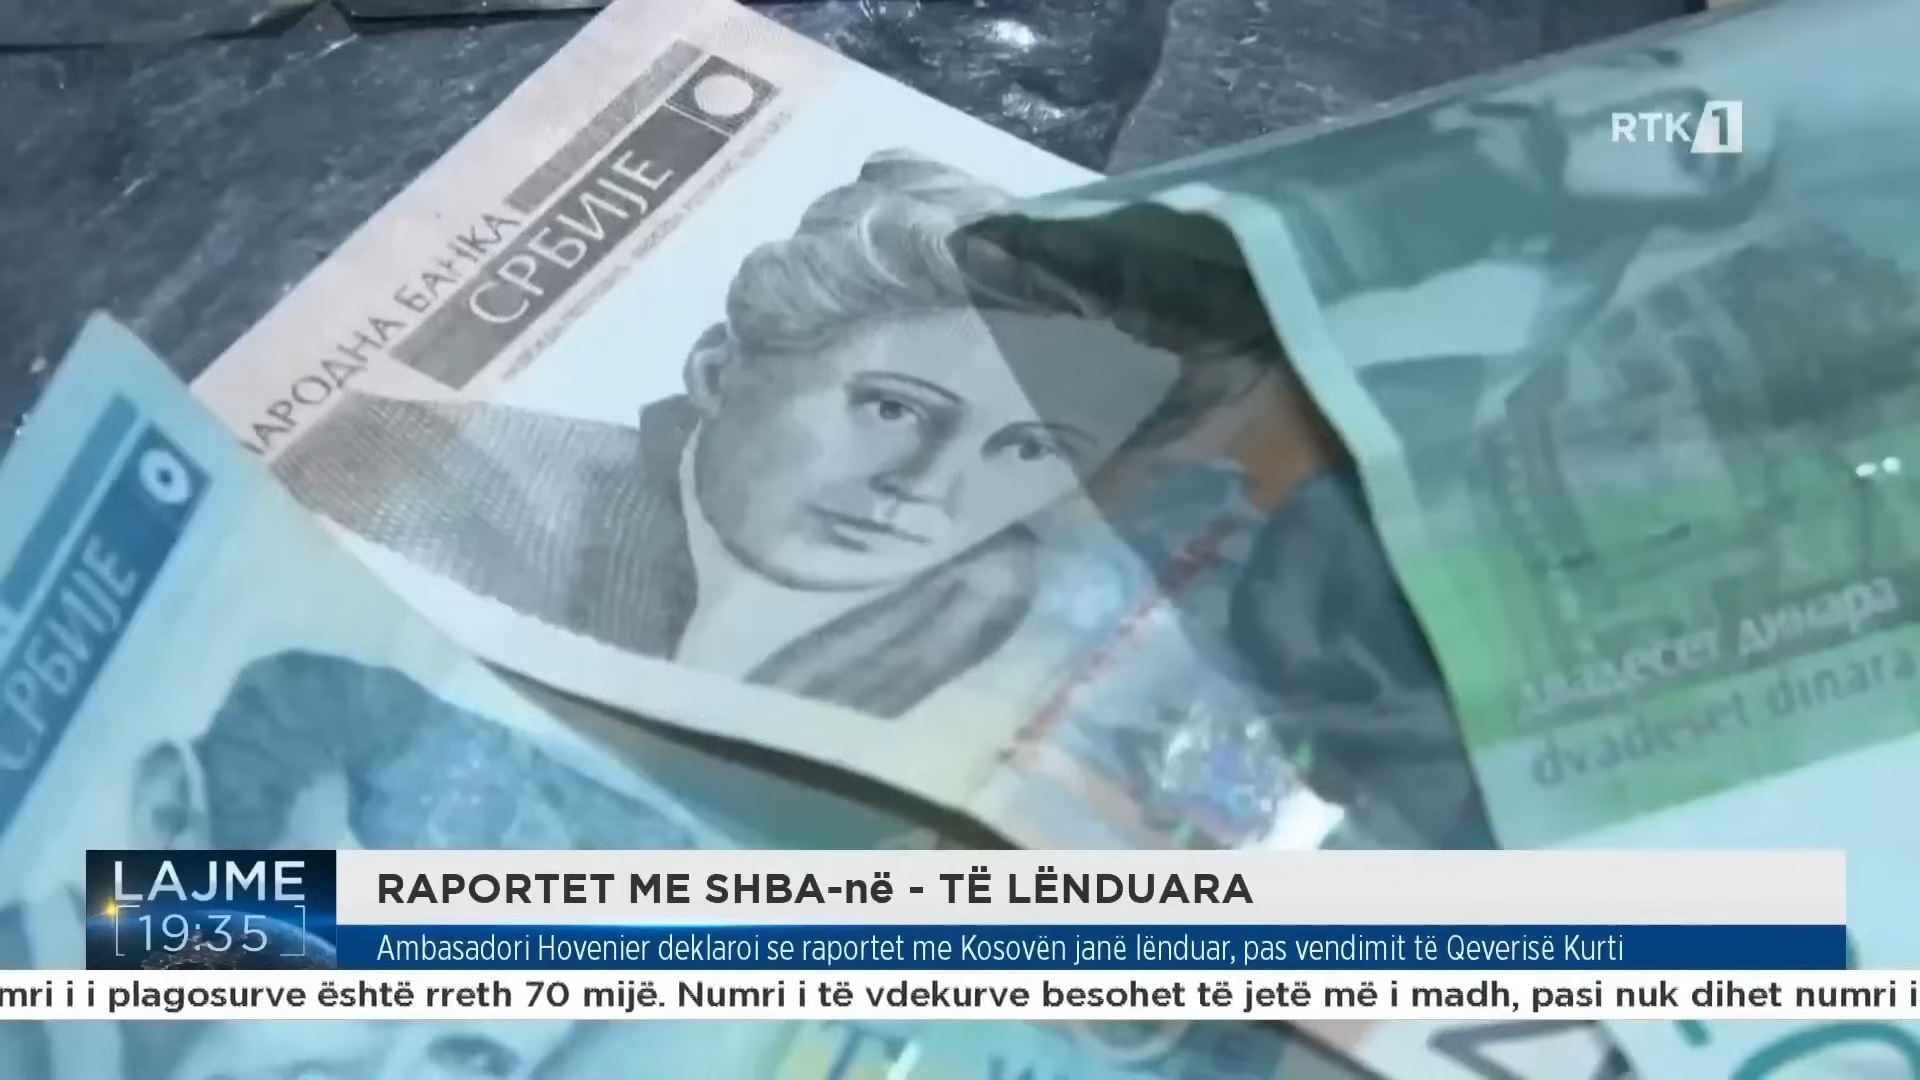 RTK 1
НАРОДНА БАНКА
СРБИЈЕ
СРБИЈЕ
двадесет динара
dvadeset dinara
LAJME
19:35
RAPORTET ME SHBA-në - TË LËNDUARA
Ambasadori Hovenier deklaroi se raportet me Kosovën janë lënduar, pas vendimit të Qeverisë Kurti
mri i i plagosurve është rreth 70 mijë. Numri i të vdekurve besohet të jetë më i madh, pasi nuk dihet numri i